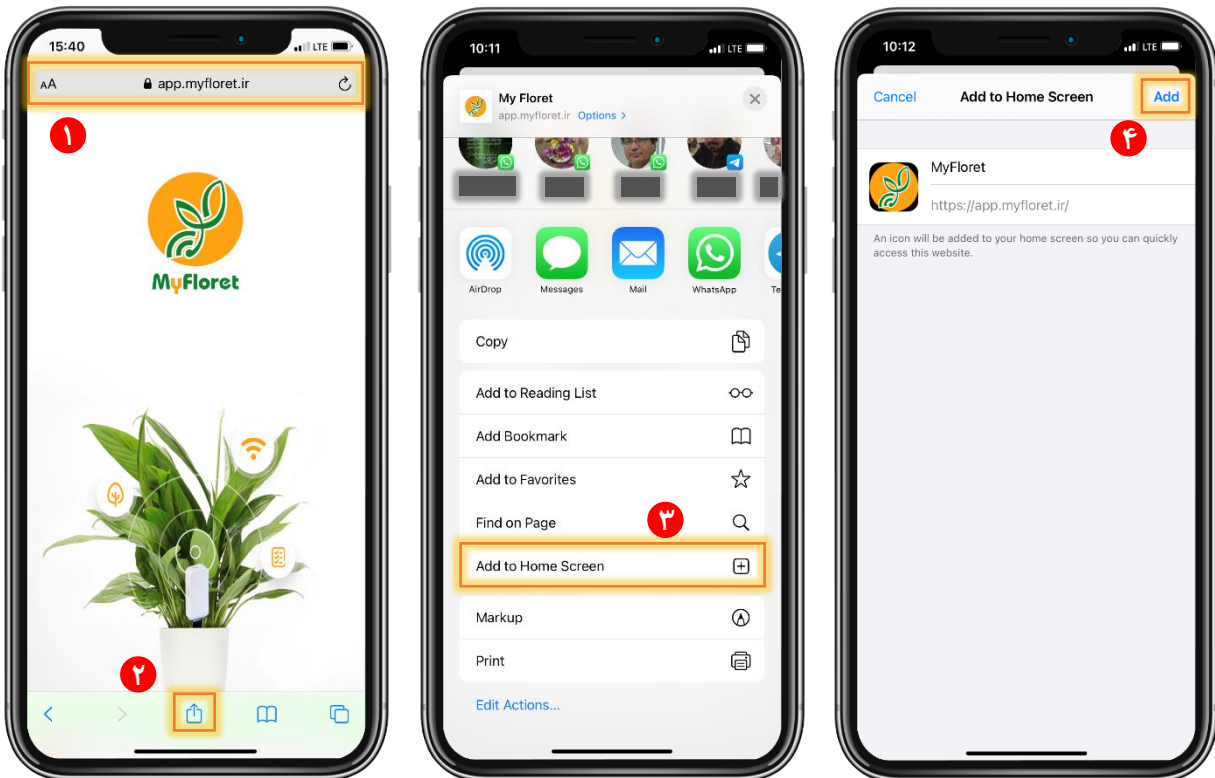 15:40
LTE
AA
app.myfloret.ir
۱
MyFloret
۲
10:11
LTE
My Floret
app.myfloret.ir Options >
AirDrop
Messages
Mail
WhatsApp
Te
Copy
Add to Reading List
Add Bookmark
Add to Favorites
Find on Page
۳
Add to Home Screen
Markup
Print
Edit Actions...
10:12
LTE
Cancel
Add to Home Screen
Add
۴
MyFloret
https://app.myfloret.ir/
An icon will be added to your home screen so you can quickly
access this website.